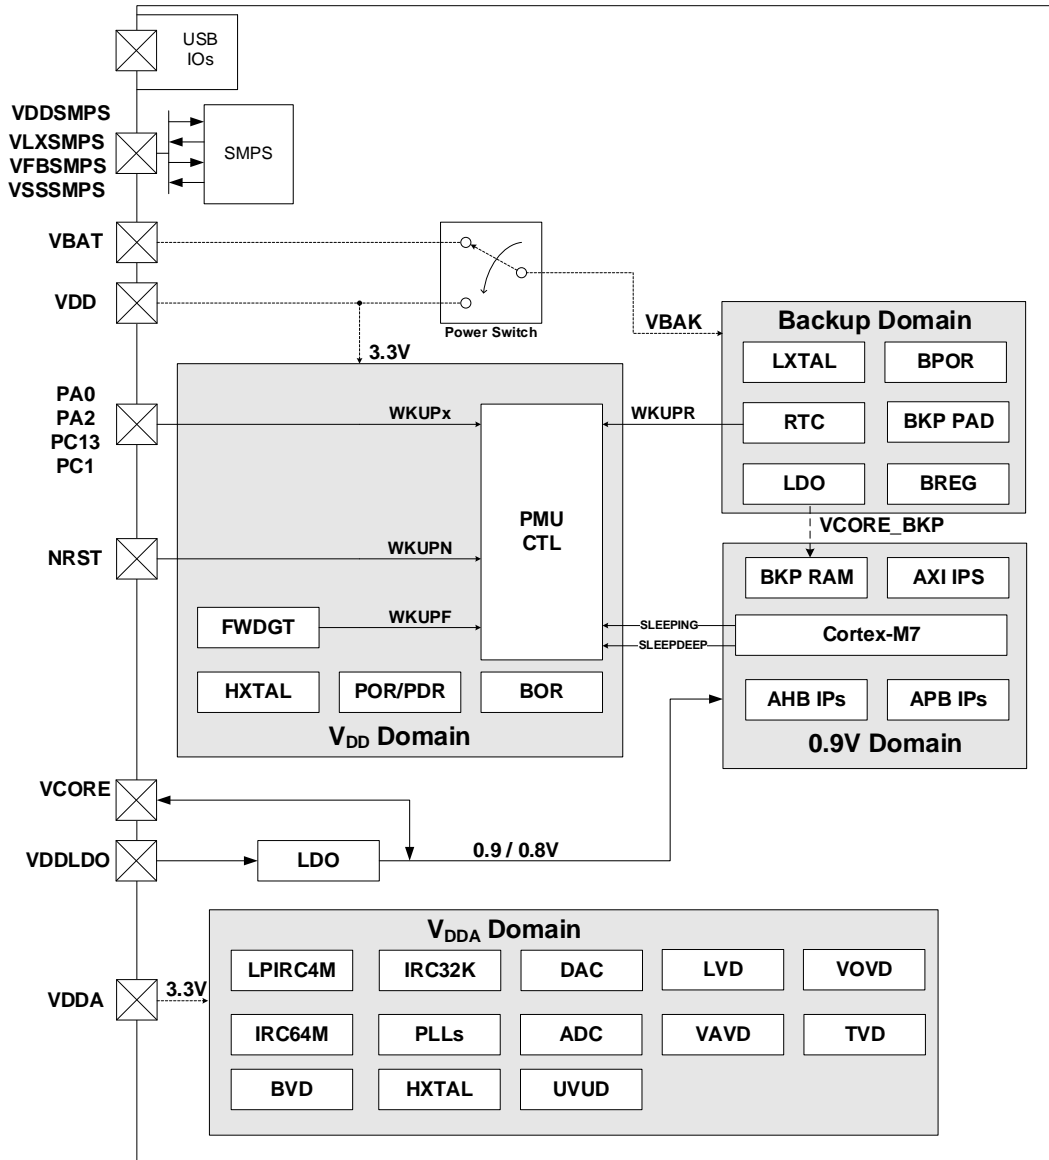 USB
IOs
VDDSMPS
VLXSMPS
VFBSMPS
VSSSMPS
SMPS
VBAT
VDD
Power Switch
3.3V
VBAK
Backup Domain
LXTAL
BPOR
RTC
BKP PAD
LDO
BREG
PA0
PA2
PC13
PC1
WKUPx
WKUPR
PMU
CTL
NRST
WKUPN
FWDGT
WKUPF
HXTAL
POR/PDR
BOR
VDD Domain
VCORE_BKP
BKP RAM
AXI IPS
SLEEPING
SLEEPDEEP
Cortex-M7
AHB IPs
APB IPs
0.9V Domain
VCORE
VDDLDO
LDO
0.9 / 0.8V
VDDA Domain
VDDA
3.3V
LPIRC4M
IRC32K
DAC
LVD
VOVD
IRC64M
PLLs
ADC
VAVD
TVD
BVD
HXTAL
UVUD